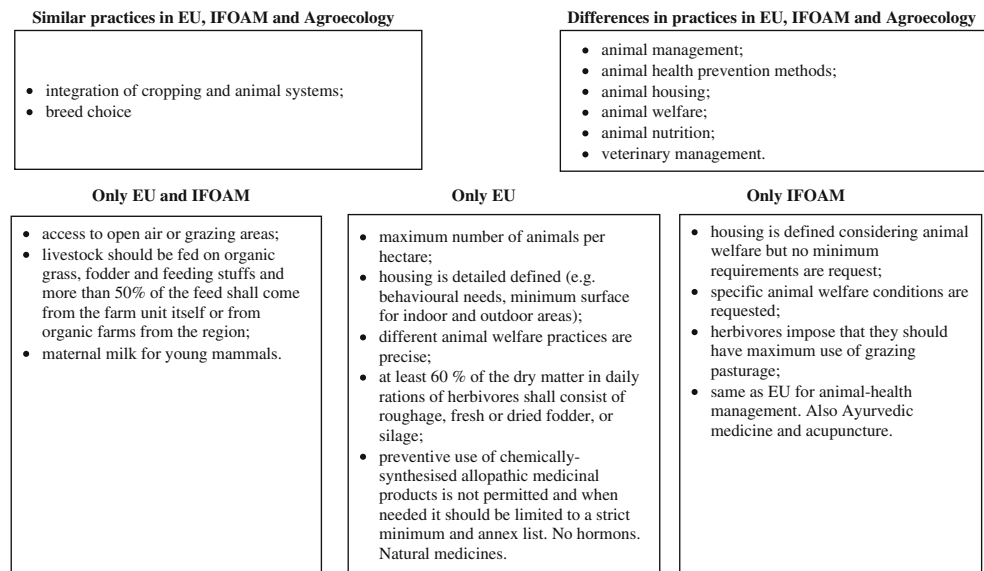 Similar practices in EU, IFOAM and Agroecology
• integration of cropping and animal systems;
• breed choice
Differences in practices in EU, IFOAM and Agroecology
• animal management;
• animal health prevention methods;
• animal housing;
• animal welfare;
• animal nutrition;
• veterinary management.
Only EU and IFOAM
• access to open air or grazing areas;
• livestock should be fed on organic
grass, fodder and feeding stuffs and
more than 50% of the feed shall come
from the farm unit itself or from
organic farms from the region;
• maternal milk for young mammals.
Only EU
• maximum number of animals per
hectare;
• housing is detailed defined (e.g.
behavioural needs, minimum surface
for indoor and outdoor areas);
• different animal welfare practices are
precise;
• at least 60 % of the dry matter in daily
rations of herbivores shall consist of
roughage, fresh or dried fodder, or
silage;
• preventive use of chemically-
synthesised allopathic medicinal
products is not permitted and when
needed it should be limited to a strict
minimum and annex list. No hormons.
Natural medicines.
Only IFOAM
• housing is defined considering animal
welfare but no minimum
requirements are request;
• specific animal welfare conditions are
requested;
• herbivores impose that they should
have maximum use of grazing
pasturage;
• same as EU for animal-health
management. Also Ayurvedic
medicine and acupuncture.